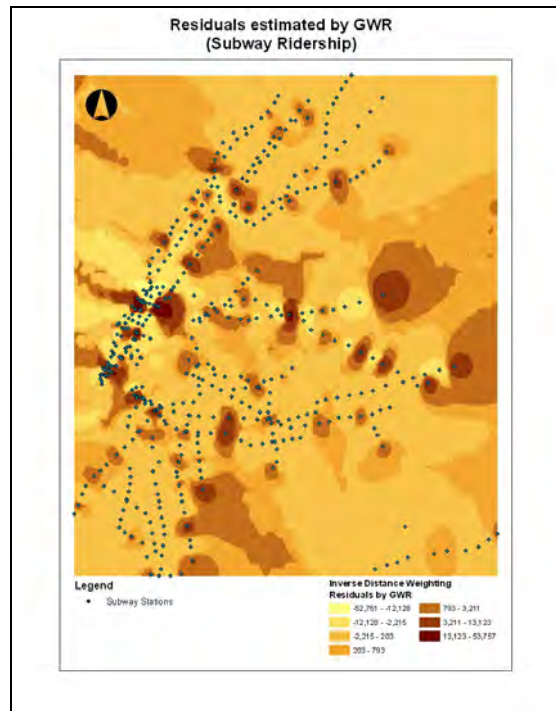 Residuals estimated by GWR
(Subway Ridership)
Legend
Subway Stations
Inverse Distance Weighting
Residuals by GWR
-52,761 - -12,128
-12,128 - -2,215
-2,215 - 203
203 - 793
793 - 3,211
3,211 - 13,123
13,123 - 53,757